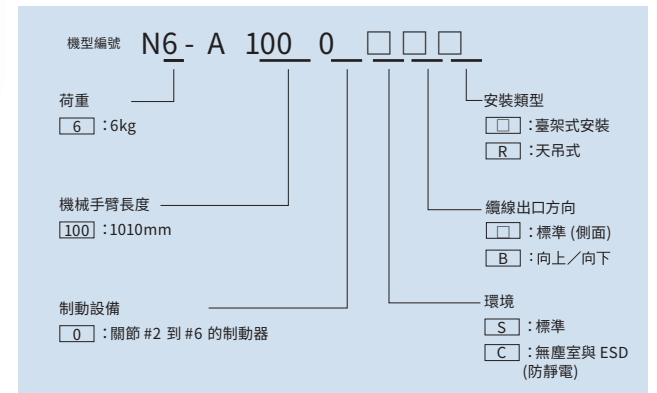 機型編號 N6 - A 100 0 □ □ □
荷重
6 ：6kg
機械手臂長度
100 ：1010mm
制動設備
0 ：關節 #2 到 #6 的制動器
安裝類型
□ ：臺架式安裝
R ：天吊式
纜線出口方向
□ ：標準 (側面)
B ：向上／向下
環境
S ：標準
C ：無塵室與 ESD
(防靜電)